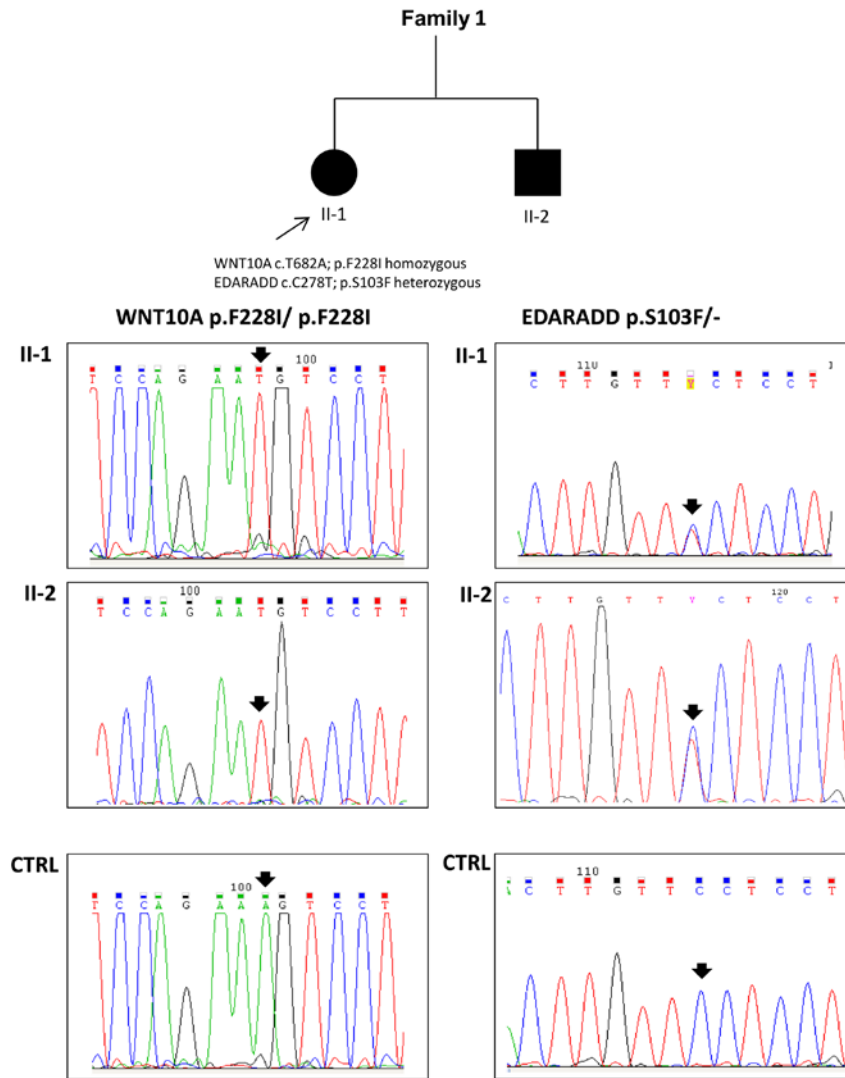 Family 1
II-1
II-2
WNT10A c.T682A; p.F228I homozygous
EDARADD c.C278T; p.S103F heterozygous
WNT10A p.F228I/ p.F228I
EDARADD p.S103F/-
II-1
100
T C C A G A A T G T C C T
II-1
110
C T T G T T Y C T C C T
II-2
100
T C C A G A A T G T C C T T
II-2
120
C T T G T T Y C T C C T
CTRL
100
T C C A G A A A G T C C T
CTRL
110
C T T G T T C C T C C T